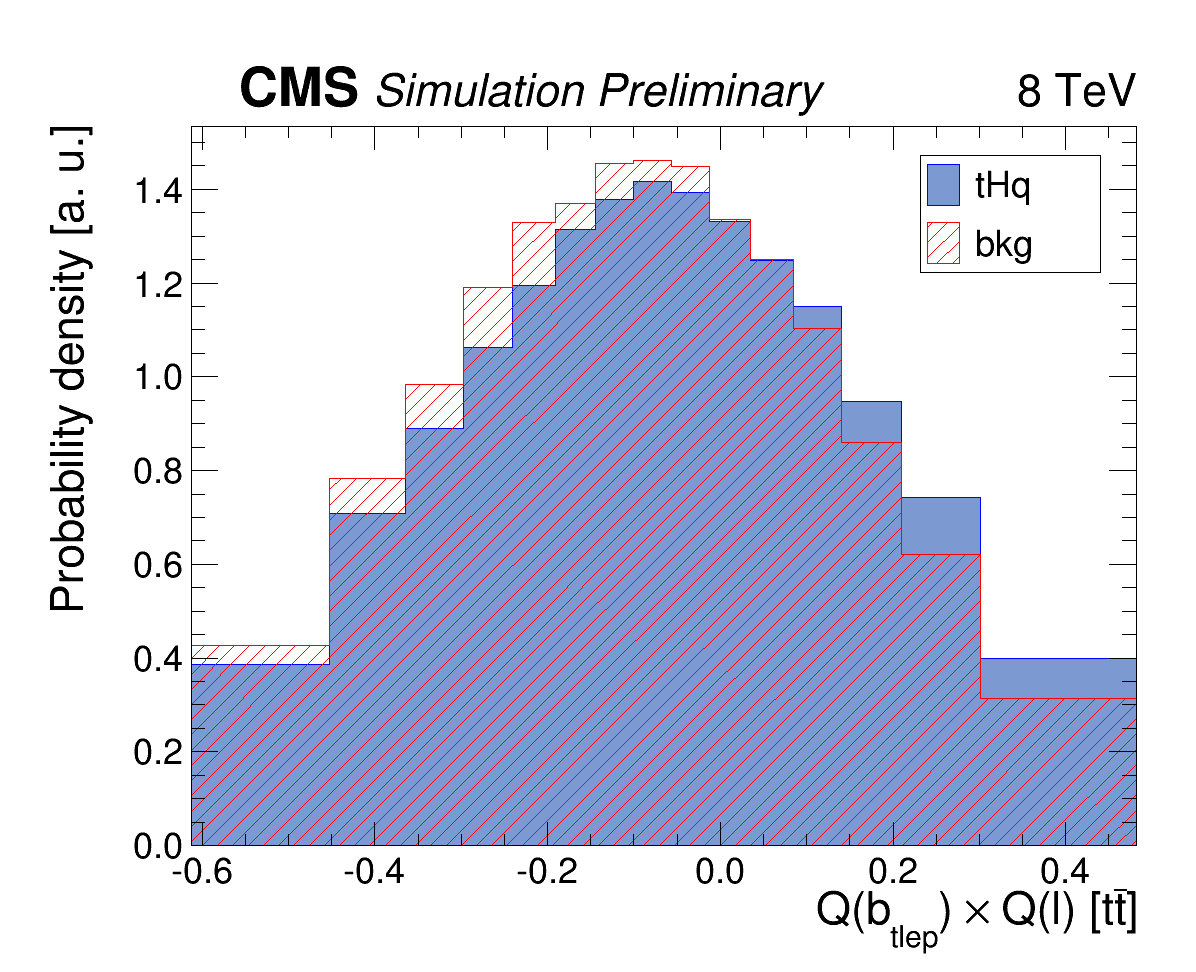 CMS Simulation Preliminary 8 TeV
Probability density [a. u.]
tHq
bkg
1.4
1.2
1.0
0.8
0.6
0.4
0.2
0.0
-0.6 -0.4 -0.2 0.0 0.2 0.4
Q(b_tlep) × Q(l) [tt̄]